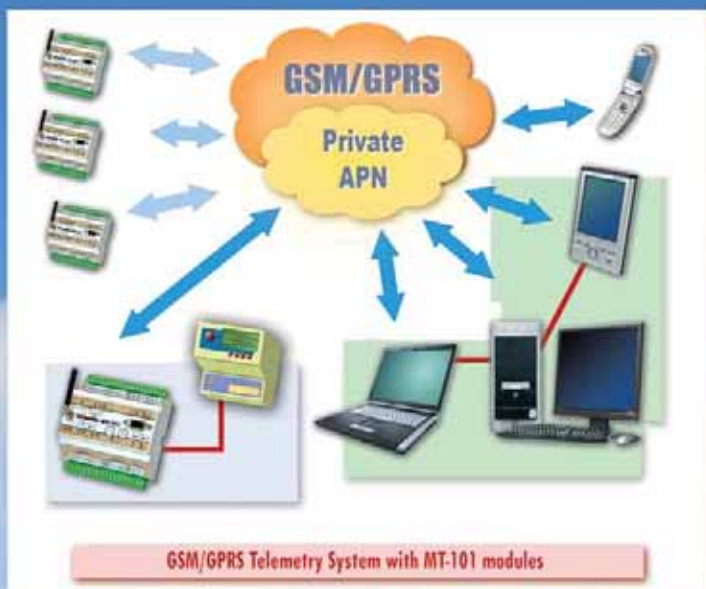 GSM/GPRS
Private
APN
GSM/GPRS Telemetry System with MT-101 modules